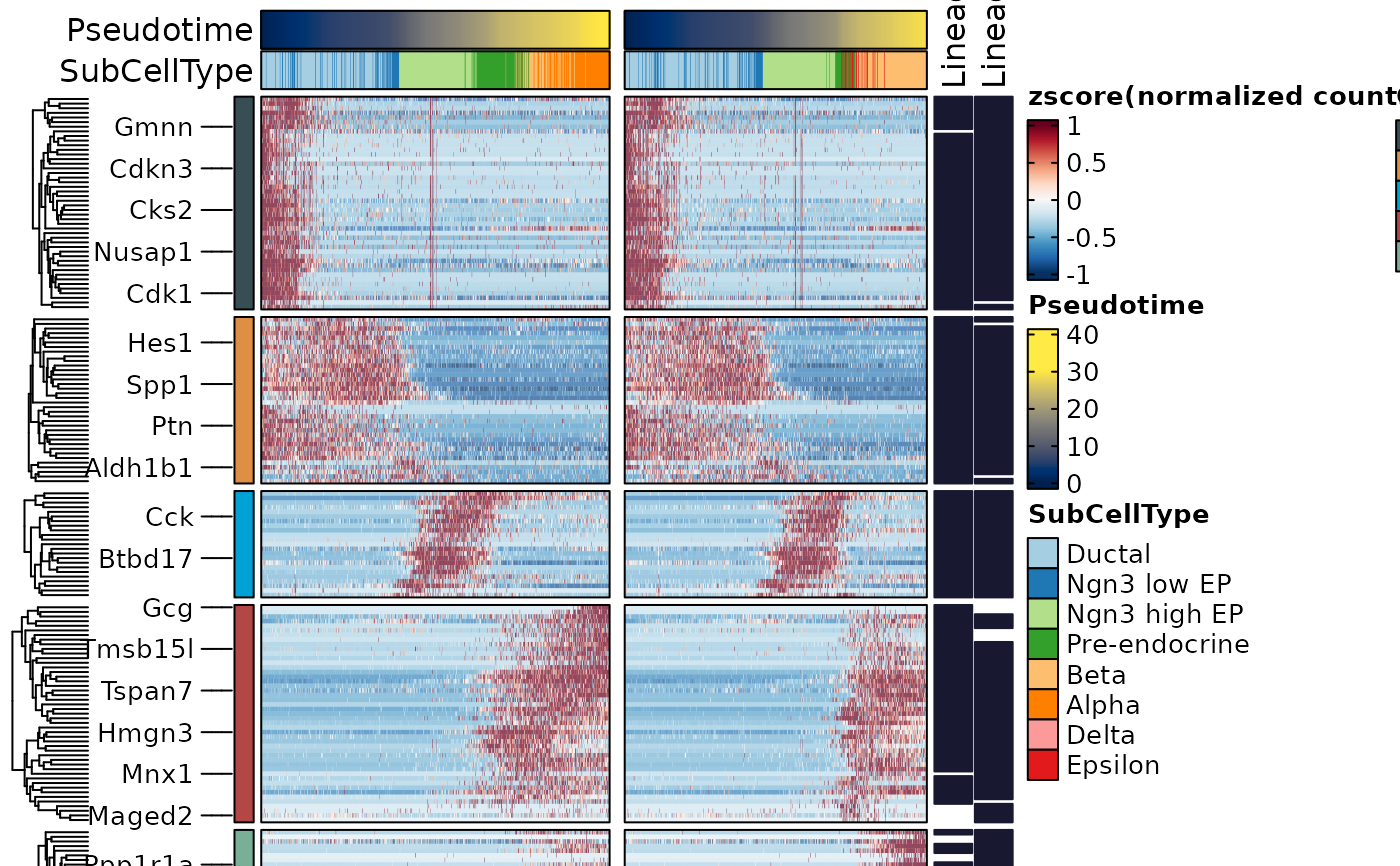 Pseudotime
SubCellType
Gmnn
Cdkn3
Cks2
Nusap1
Cdk1
Hes1
Spp1
Ptn
Aldh1b1
Cck
Btbd17
Gcg
Tmsb15l
Tspan7
Hmgn3
Mnx1
Maged2
Ppp1r1a
zscore(normalized count
1
0.5
0
-0.5
-1
Pseudotime
40
30
20
10
0
SubCellType
Ductal
Ngn3 low EP
Ngn3 high EP
Pre-endocrine
Beta
Alpha
Delta
Epsilon